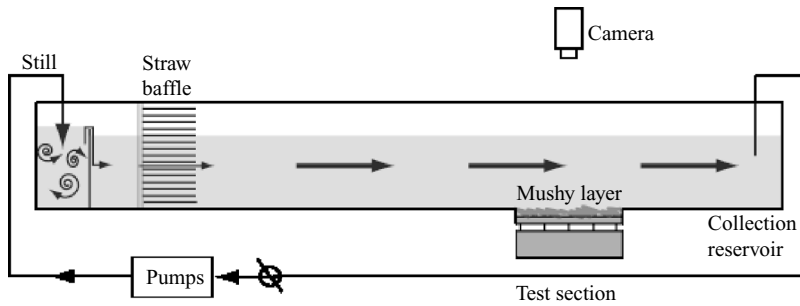 Camera
Still
Straw
baffle
Mushy layer
Collection
reservoir
Pumps
Test section